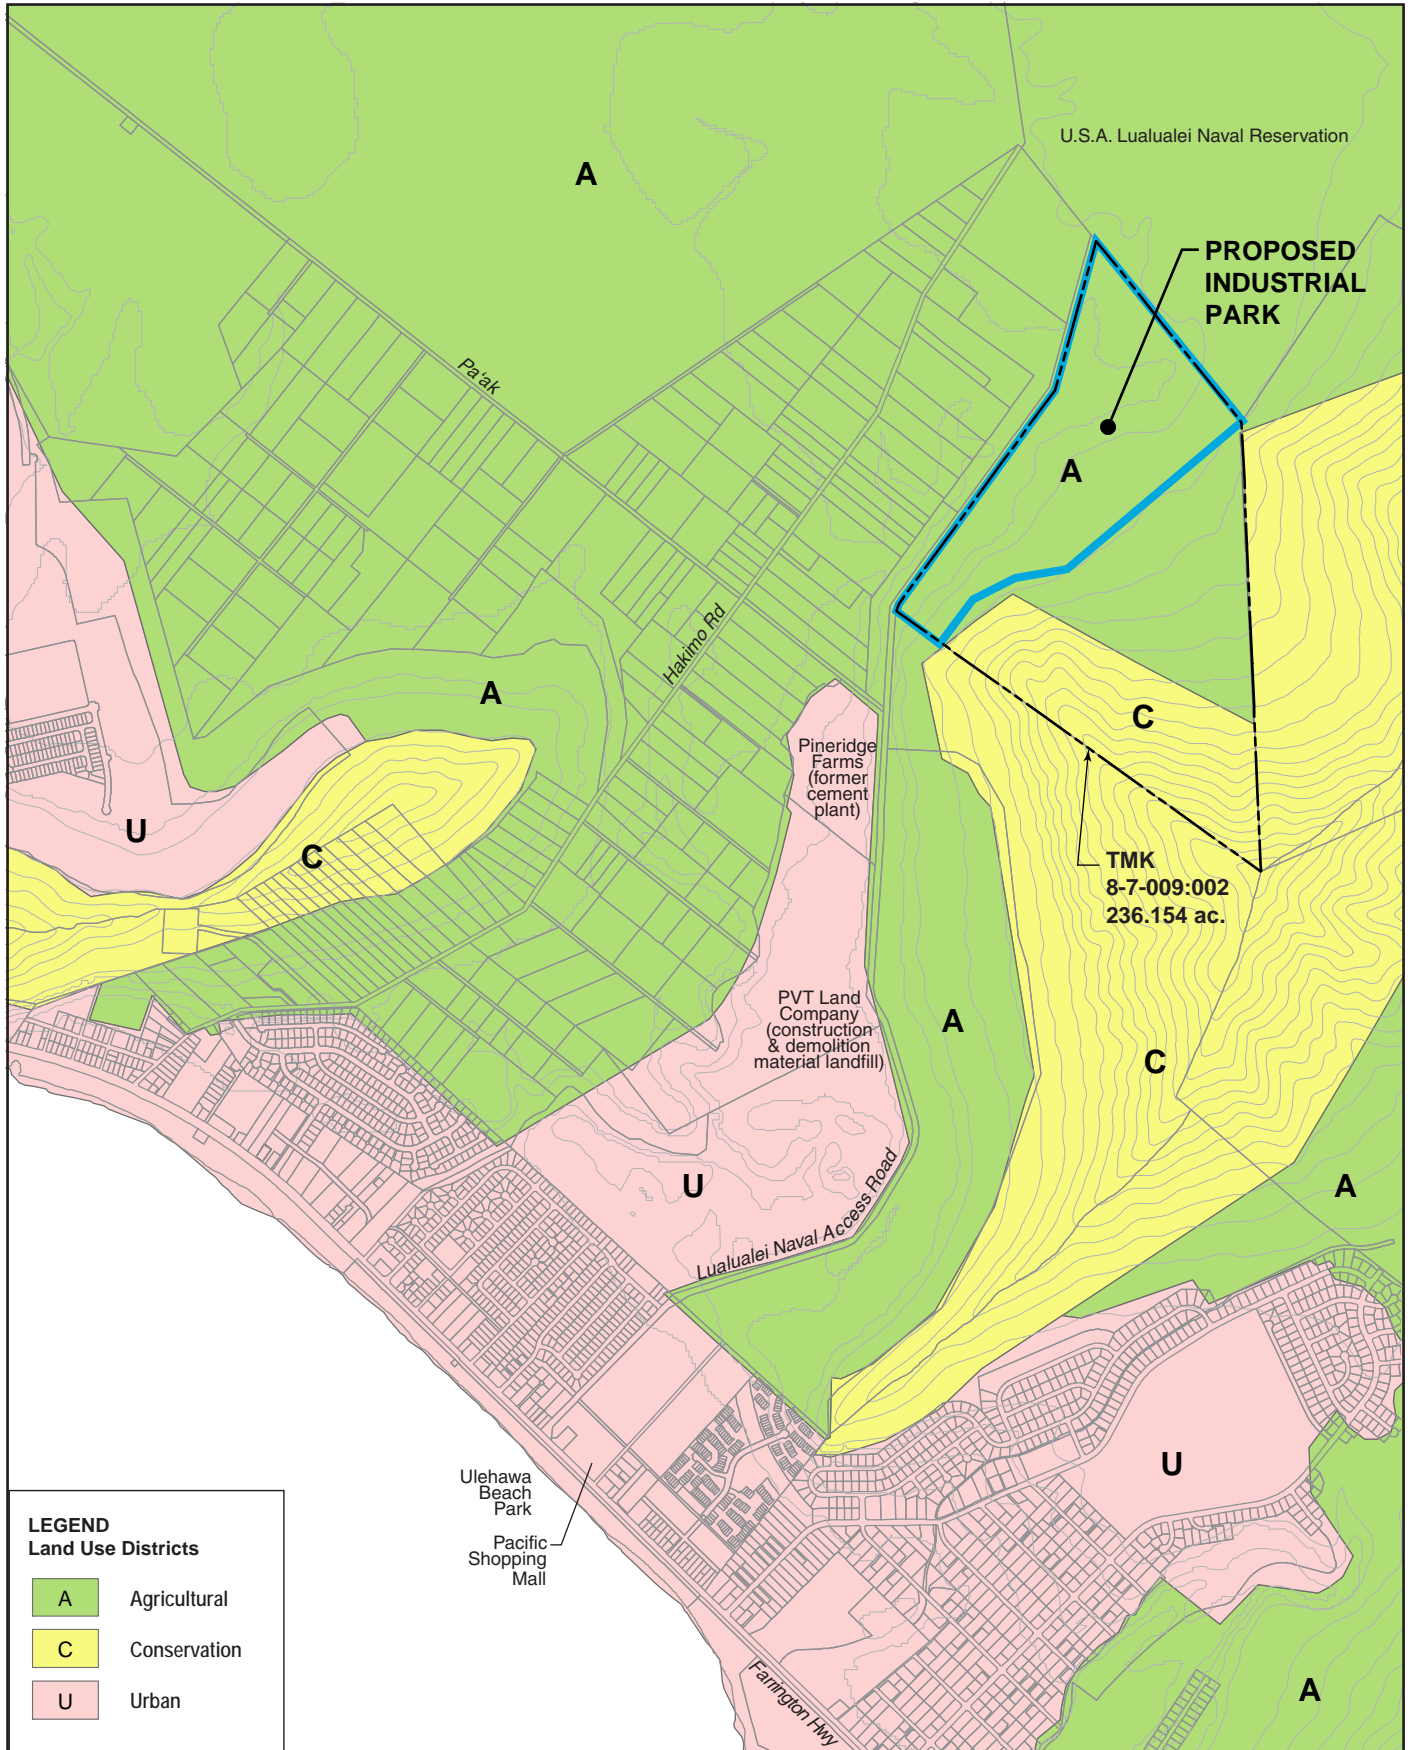 A
U.S.A. Lualualei Naval Reservation
PROPOSED
INDUSTRIAL
PARK
Pa'ak
A
Hakimo Rd
A
C
Pineridge
Farms
(former
cement
plant)
U
C
TMK
8-7-009:002
236.154 ac.
PVT Land
Company
(construction
& demolition
material landfill)
A
C
U
A
Lualualei Naval Access Road
U
Ulehawa
Beach
Park
Pacific
Shopping
Mall
Farrington Hwy
A
LEGEND
Land Use Districts
A Agricultural
C Conservation
U Urban